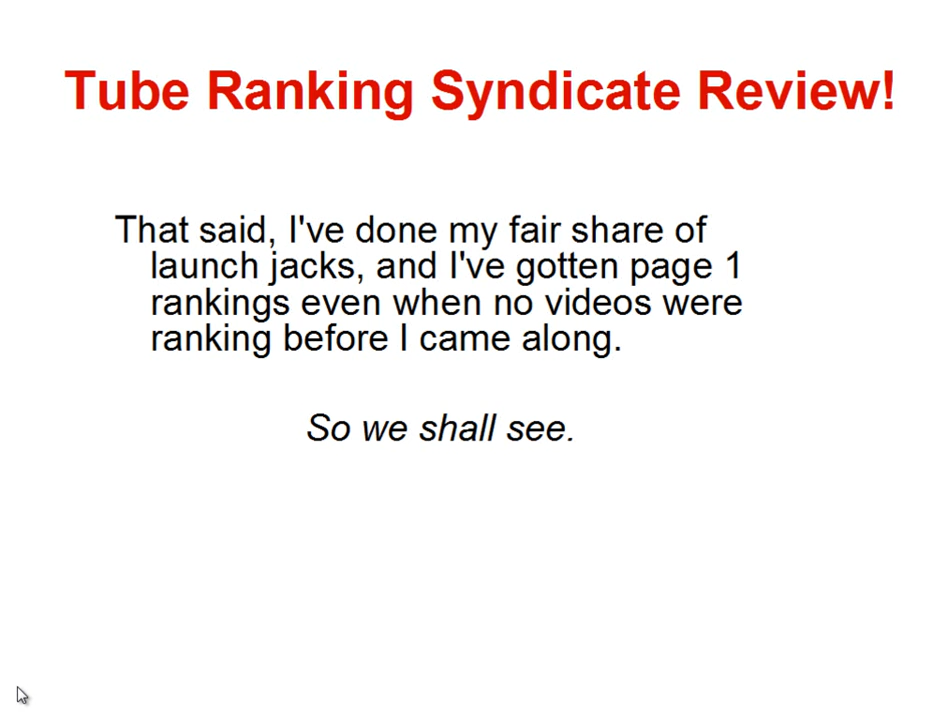 Tube Ranking Syndicate Review!
That said, I've done my fair share of
launch jacks, and I've gotten page 1
rankings even when no videos were
ranking before I came along.
So we shall see.